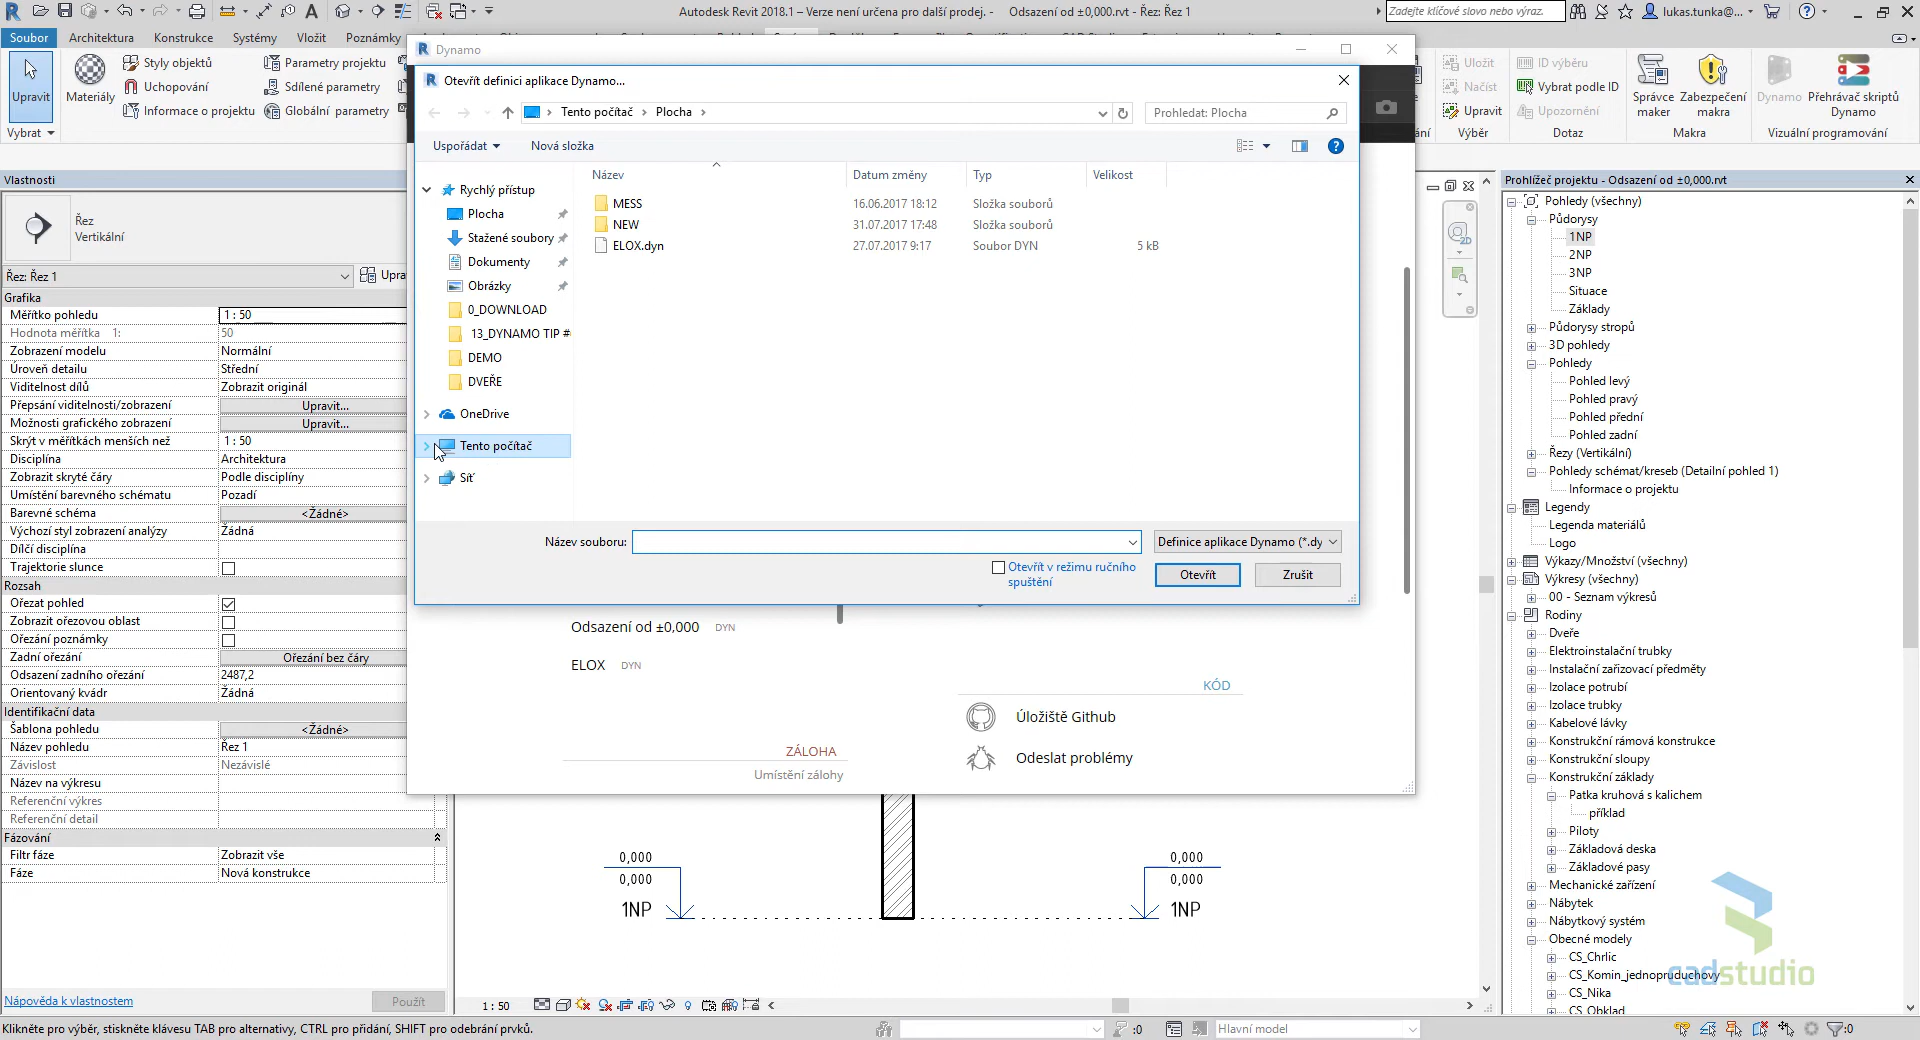 Autodesk Revit 2018.1 – Verze není určena pro další prodej. - Odsazení od ±0,000.rvt - Řez: Řez 1
Zadejte klíčové slovo nebo výraz.
lukas.tunka@...
Soubor Architektura Konstrukce Systémy Vložit Poznámky
Upravit
Vybrat
Materiály
Styly objektů
Uchopování
Informace o projektu
Parametry projektu
Sdílené parametry
Globální parametry
Uložit
Načíst
Upravit
Výběr
ID výběru
Vybrat podle ID
Upozornění
Dotaz
Správce maker
Zabezpečení makra
Makra
Dynamo
Přehrávač skriptů Dynamo
Vizuální programování
Dynamo
Otevřít definici aplikace Dynamo...
Tento počítač
Plocha
Prohledat: Plocha
Uspořádat
Nová složka
Rychlý přístup
Plocha
Stažené soubory
Dokumenty
Obrázky
0_DOWNLOAD
13_DYNAMO TIP #
DEMO
DVEŘE
OneDrive
Tento počítač
Síť
Název Datum změny Typ Velikost
MESS 16.06.2017 18:12 Složka souborů
NEW 31.07.2017 17:48 Složka souborů
ELOX.dyn 27.07.2017 9:17 Soubor DYN 5 kB
Název souboru:
Definice aplikace Dynamo (*.dy
Otevřít v režimu ručního
spuštění
Otevřít
Zrušit
Odsazení od ±0,000 DYN
ELOX DYN
ZÁLOHA
Umístění zálohy
KÓD
Úložiště Github
Odeslat problémy
Vlastnosti
Řez
Vertikální
Řez: Řez 1
Upra
Grafika
Měřítko pohledu 1 : 50
Hodnota měřítka 1: 50
Zobrazení modelu Normální
Úroveň detailu Střední
Viditelnost dílů Zobrazit originál
Přepsání viditelnosti/zobrazení Upravit...
Možnosti grafického zobrazení Upravit...
Skrýt v měřítkách menších než 1 : 50
Disciplína Architektura
Zobrazit skryté čáry Podle disciplíny
Umístění barevného schématu Pozadí
Barevné schéma <Žádné>
Výchozí styl zobrazení analýzy Žádná
Dílčí disciplína
Trajektorie slunce
Rozsah
Ořezat pohled
Zobrazit ořezovou oblast
Ořezání poznámky
Zadní ořezání Ořezání bez čáry
Odsazení zadního ořezání 2487,2
Orientovaný kvádr Žádná
Identifikační data
Šablona pohledu <Žádné>
Název pohledu Řez 1
Závislost Nezávislé
Název na výkresu
Referenční výkres
Referenční detail
Fázování
Filtr fáze Zobrazit vše
Fáze Nová konstrukce
Nápověda k vlastnostem
Použít
0,000
0,000
1NP
0,000
0,000
1NP
1 : 50
Prohlížeč projektu - Odsazení od ±0,000.rvt
Pohledy (všechny)
Půdorysy
1NP
2NP
3NP
Situace
Základy
Půdorysy stropů
3D pohledy
Pohledy
Pohled levý
Pohled pravý
Pohled přední
Pohled zadní
Řezy (Vertikální)
Pohledy schémat/kreseb (Detailní pohled 1)
Informace o projektu
Legendy
Legenda materiálů
Logo
Výkazy/Množství (všechny)
Výkresy (všechny)
00 - Seznam výkresů
Rodiny
Dveře
Elektroinstalační trubky
Instalační zařizovací předměty
Izolace potrubí
Izolace trubky
Kabelové lávky
Konstrukční rámová konstrukce
Konstrukční sloupy
Konstrukční základy
Patka kruhová s kalichem
příklad
Piloty
Základová deska
Základové pasy
Mechanické zařízení
Nábytek
Nábytkový systém
Obecné modely
CS_Chrlic
CS_Komin_jednopruduchovy
CS_Nika
CS_Obklad
cadstudio
Klikněte pro výběr, stiskněte klávesu TAB pro alternativy, CTRL pro přidání, SHIFT pro odebrání prvků.
:0
Hlavní model
:0